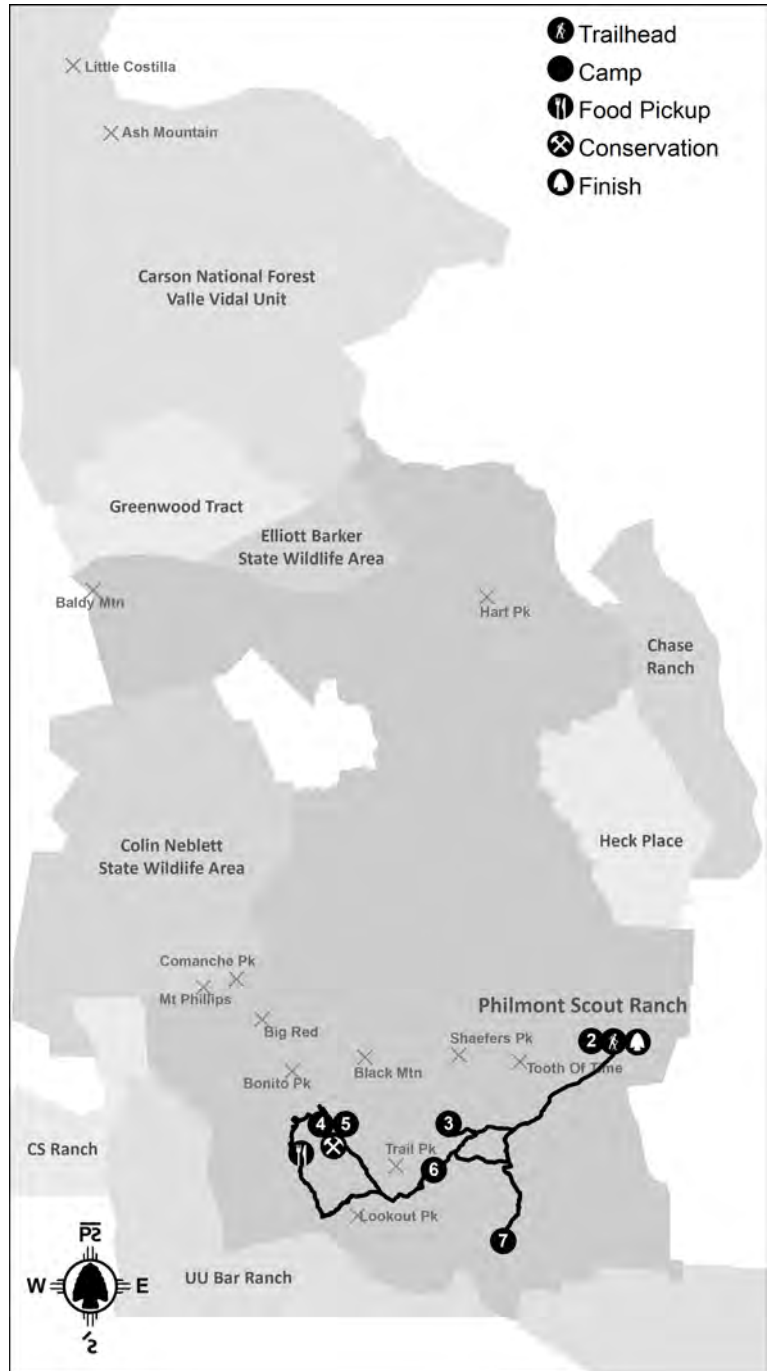 Trailhead
Camp
Food Pickup
Conservation
Finish
Little Costilla
Ash Mountain
Carson National Forest
Valle Vidal Unit
Greenwood Tract
Elliott Barker
State Wildlife Area
Baldy Mtn
Hart Pk
Chase
Ranch
Colin Neblett
State Wildlife Area
Heck Place
Comanche Pk
Mt Phillips
Big Red
Philmont Scout Ranch
Shaefers Pk
2
Black Mtn
Tooth Of Time
Bonito Pk
4
5
3
CS Ranch
Trail Pk
6
Lookout Pk
7
W
E
UU Bar Ranch